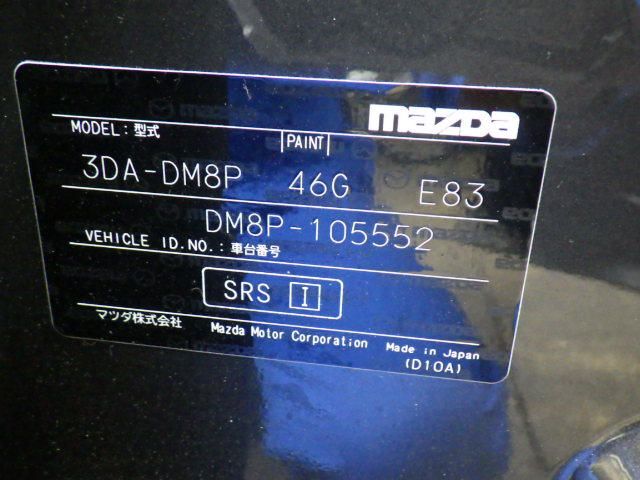 mazda
MODEL:型式 PAINT
3DA-DM8P 46G E83
DM8P-105552
VEHICLE ID.NO.:車台番号
SRS I
マツダ株式会社 Mazda Motor Corporation Made in Japan
(D10A)